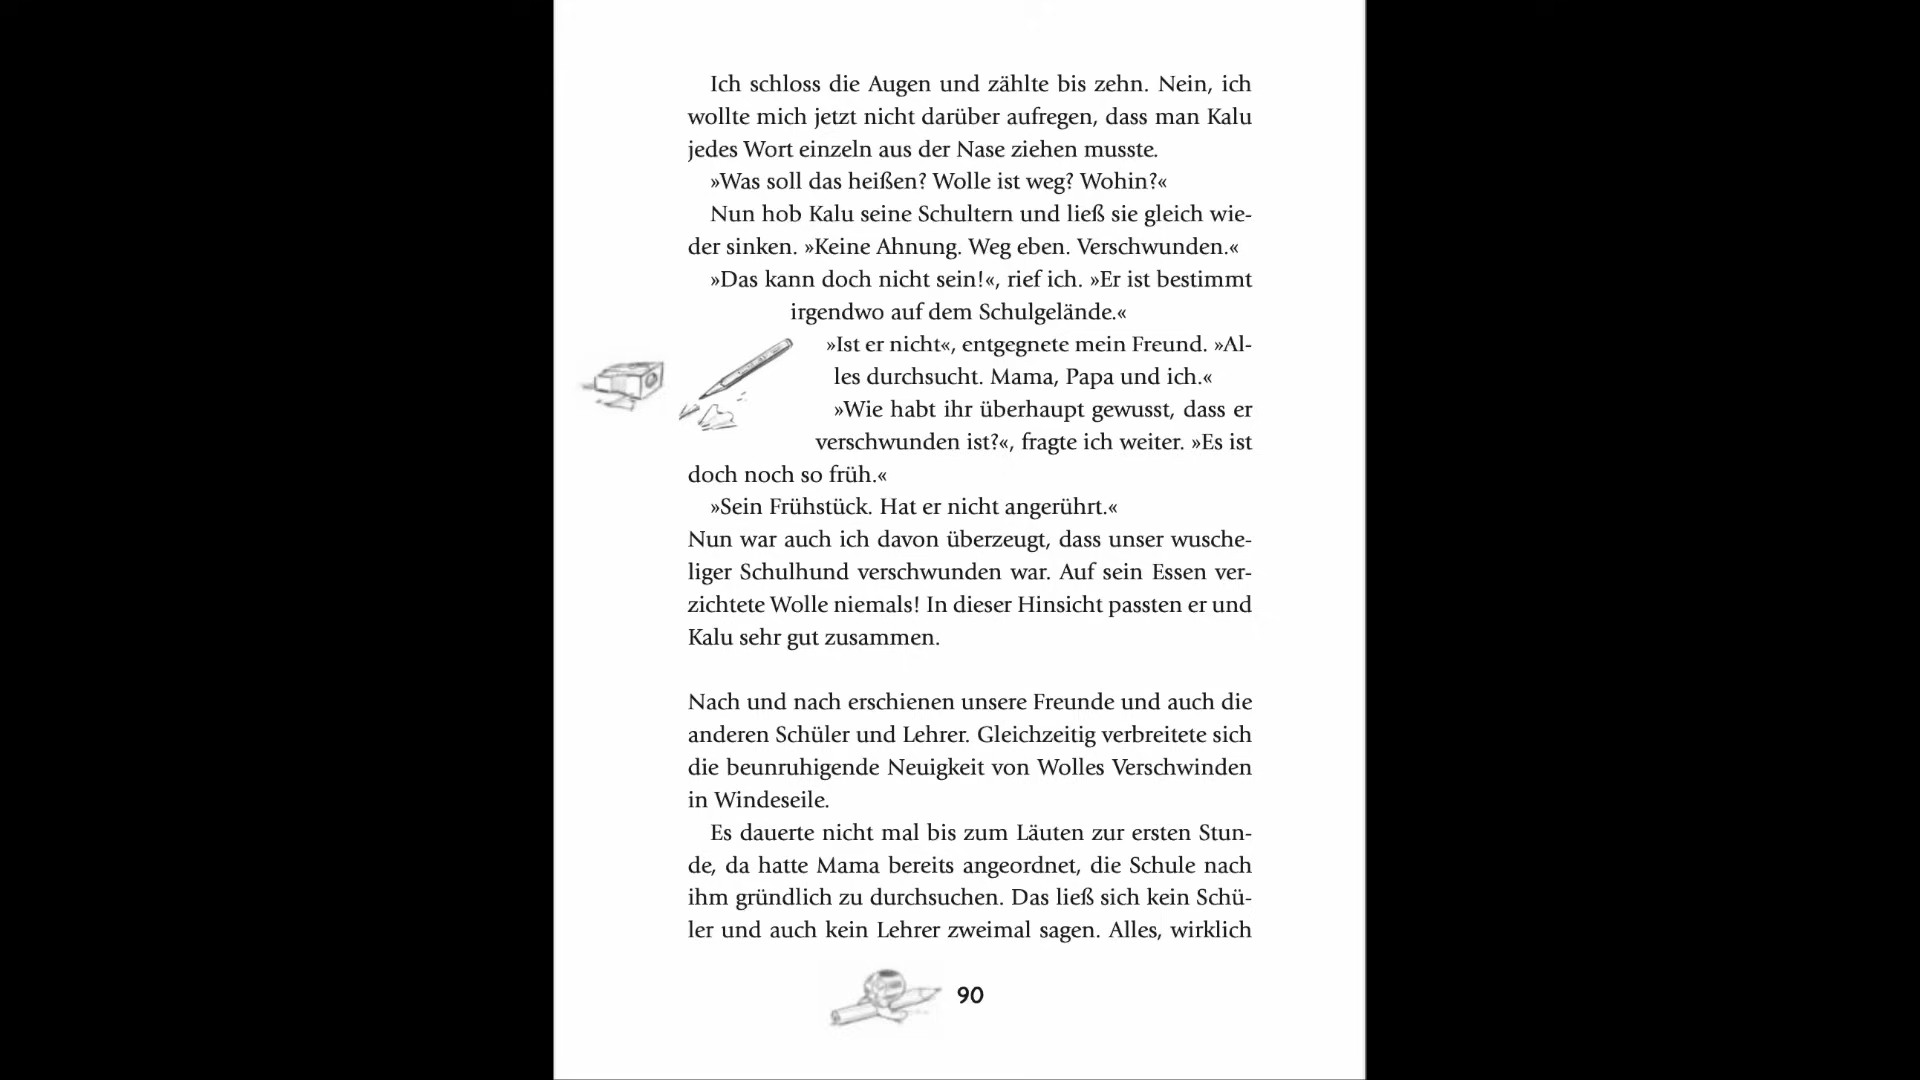 Ich schloss die Augen und zählte bis zehn. Nein, ich
wollte mich jetzt nicht darüber aufregen, dass man Kalu
jedes Wort einzeln aus der Nase ziehen musste.
»Was soll das heißen? Wolle ist weg? Wohin?«
Nun hob Kalu seine Schultern und ließ sie gleich wie-
der sinken. »Keine Ahnung. Weg eben. Verschwunden.«
»Das kann doch nicht sein!«, rief ich. »Er ist bestimmt
irgendwo auf dem Schulgelände.«
»Ist er nicht«, entgegnete mein Freund. »Al-
les durchsucht. Mama, Papa und ich.«
»Wie habt ihr überhaupt gewusst, dass er
verschwunden ist?«, fragte ich weiter. »Es ist
doch noch so früh.«
»Sein Frühstück. Hat er nicht angerührt.«
Nun war auch ich davon überzeugt, dass unser wusche-
liger Schulhund verschwunden war. Auf sein Essen ver-
zichtete Wolle niemals! In dieser Hinsicht passten er und
Kalu sehr gut zusammen.
Nach und nach erschienen unsere Freunde und auch die
anderen Schüler und Lehrer. Gleichzeitig verbreitete sich
die beunruhigende Neuigkeit von Wolles Verschwinden
in Windeseile.
Es dauerte nicht mal bis zum Läuten zur ersten Stun-
de, da hatte Mama bereits angeordnet, die Schule nach
ihm gründlich zu durchsuchen. Das ließ sich kein Schü-
ler und auch kein Lehrer zweimal sagen. Alles, wirklich
90